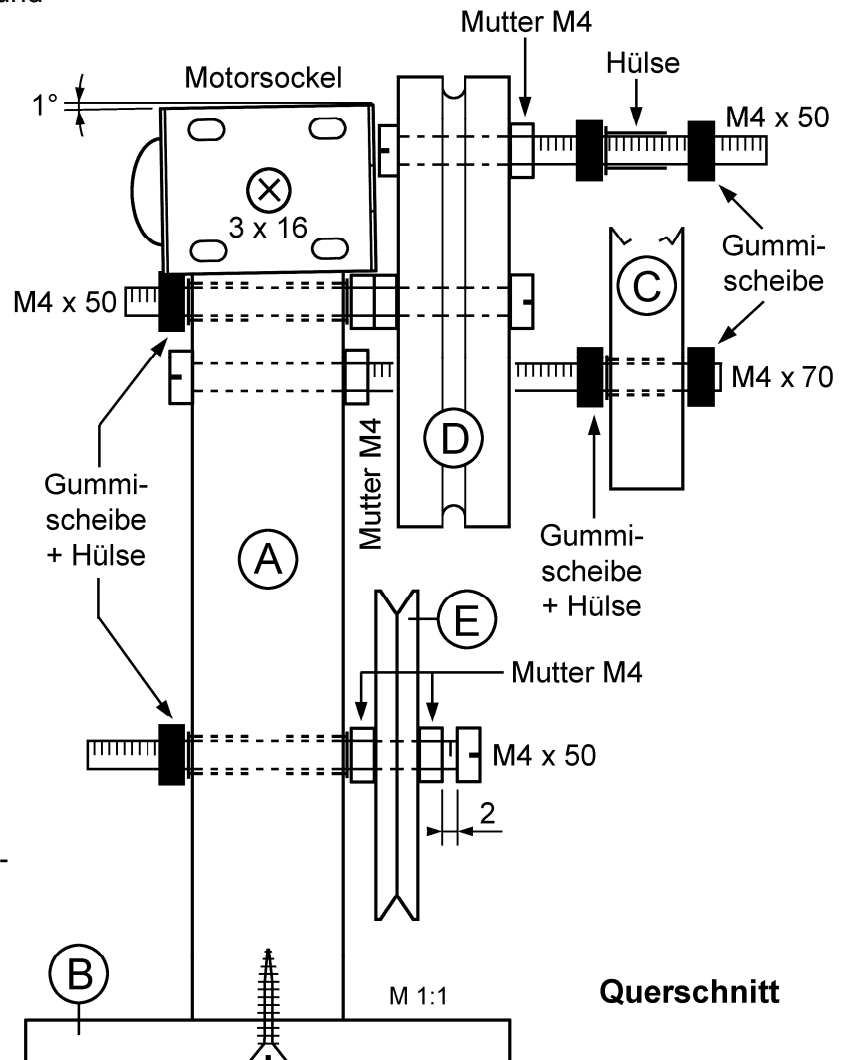 Mutter M4
Motorsockel
Hülse
1°
M4 x 50
3 x 16
Gummi-
scheibe
C
M4 x 50
M4 x 70
D
Mutter M4
Gummi-
scheibe
+ Hülse
A
Gummi-
scheibe
+ Hülse
E
Mutter M4
M4 x 50
2
-
B
M 1:1
Querschnitt